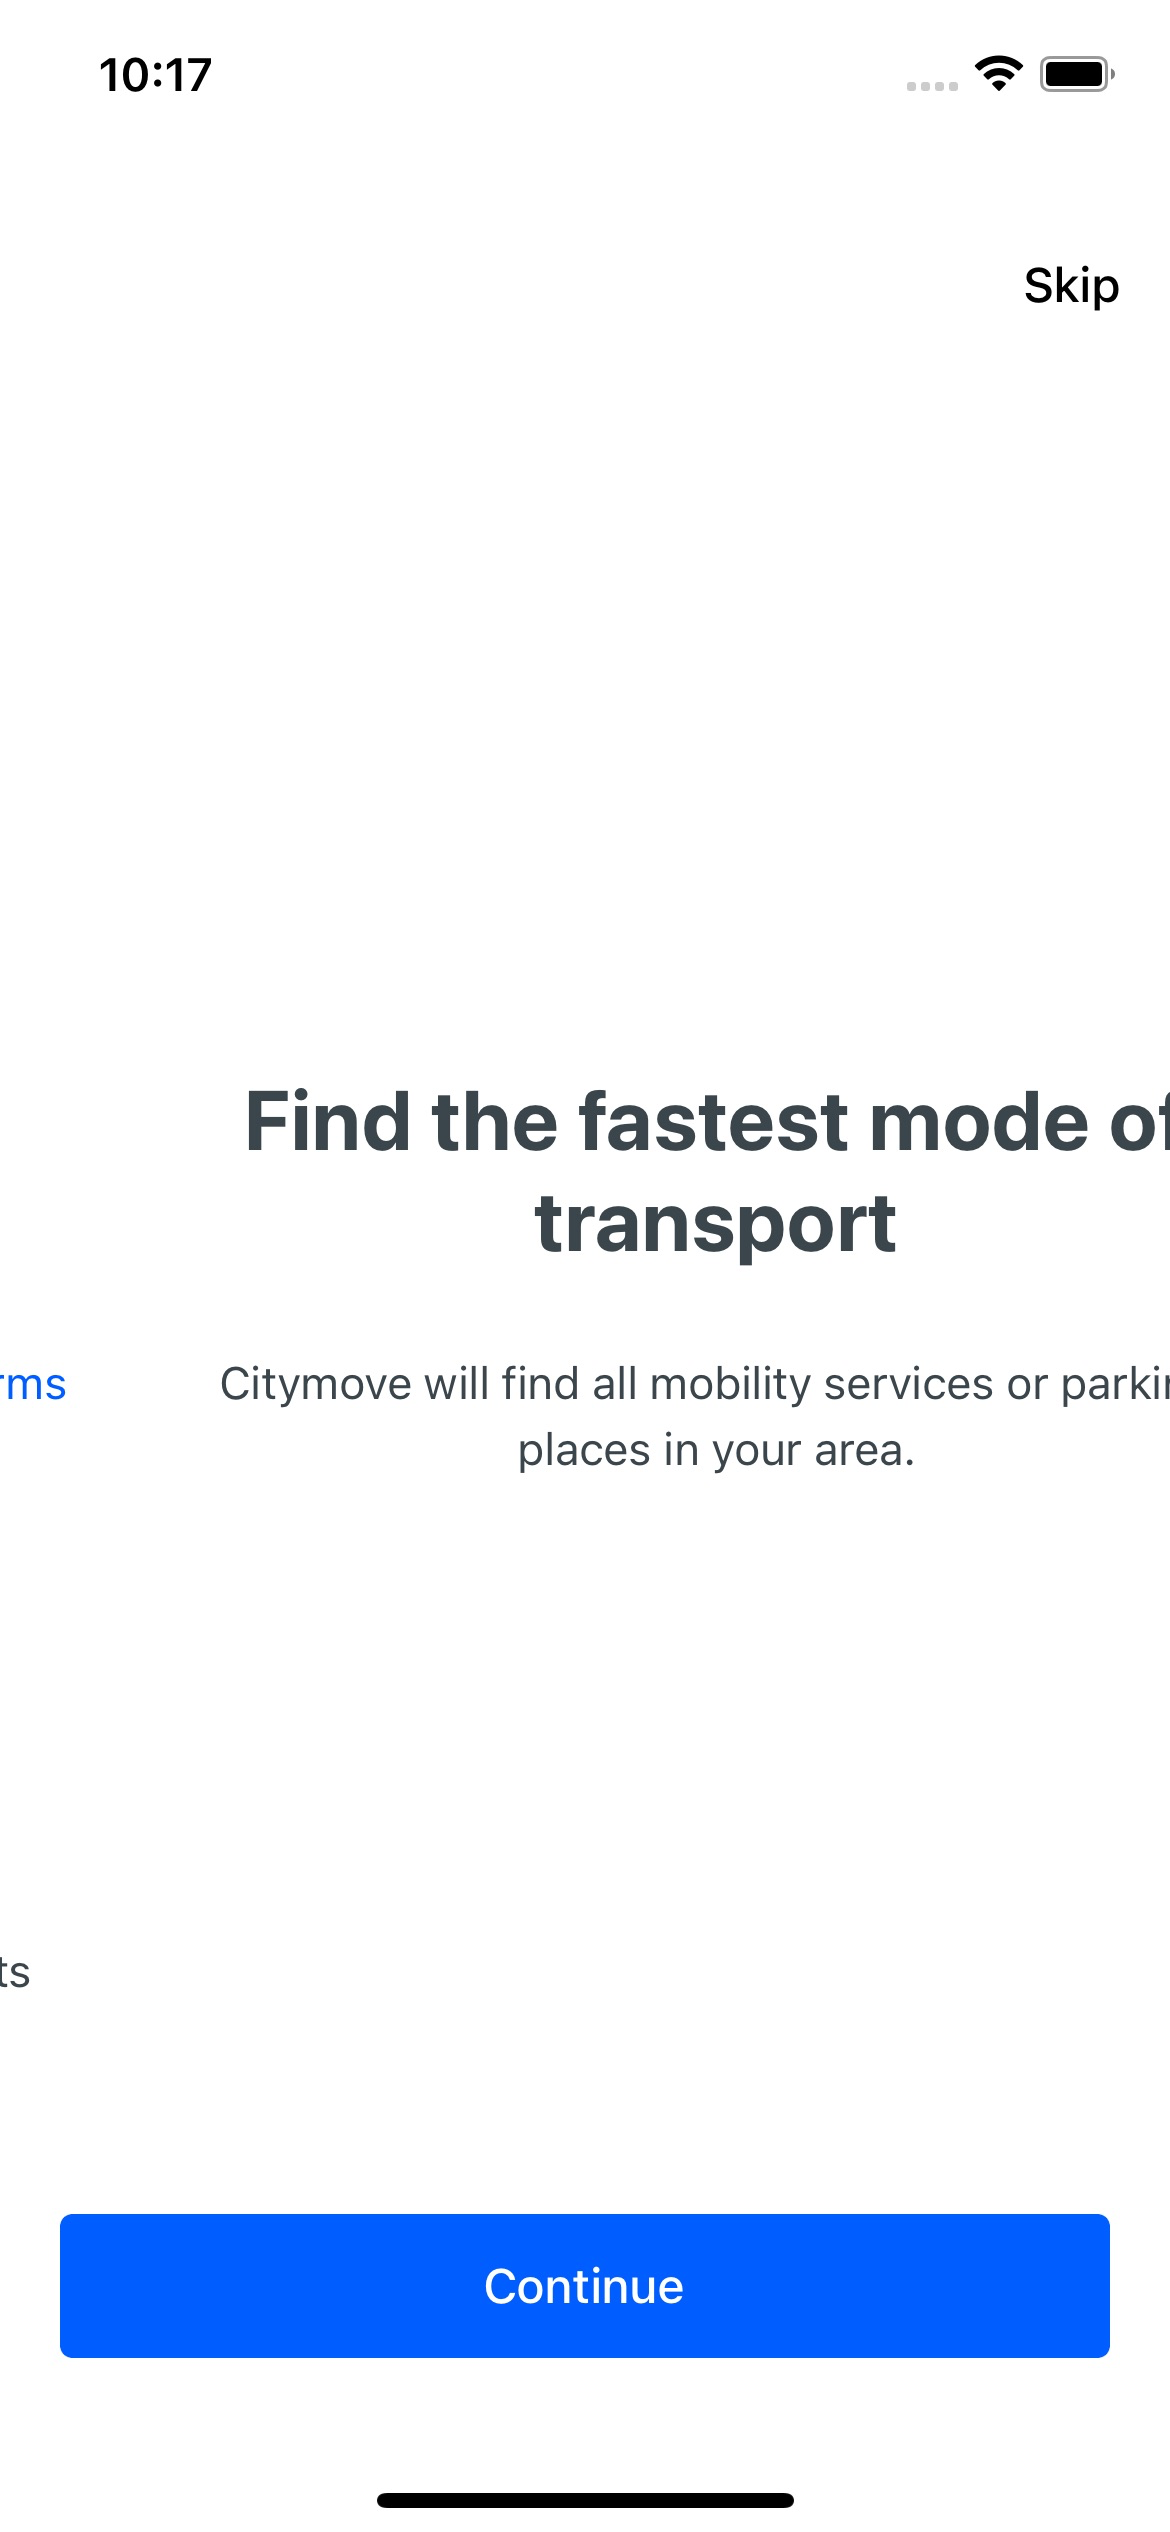 10:17
Skip
Find the fastest mode of
transport
rms
Citymove will find all mobility services or parkin
places in your area.
ts
Continue